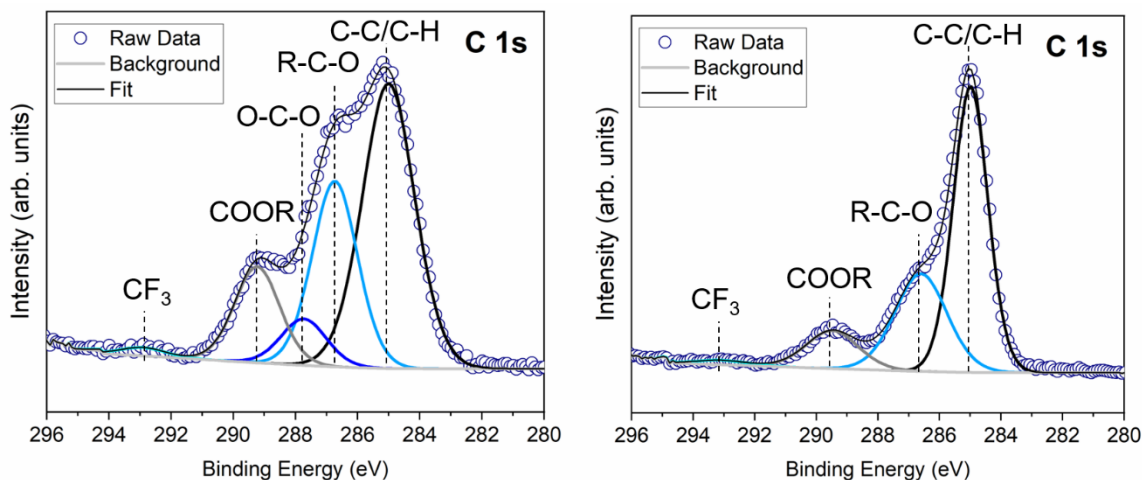 Raw Data
Background
Fit
C-C/C-H
C 1s
R-C-O
O-C-O
COOR
CF₃
Intensity (arb. units)
296 294 292 290 288 286 284 282 280
Binding Energy (eV)
Raw Data
Background
Fit
C-C/C-H
C 1s
R-C-O
COOR
CF₃
Intensity (arb. units)
296 294 292 290 288 286 284 282 280
Binding Energy (eV)